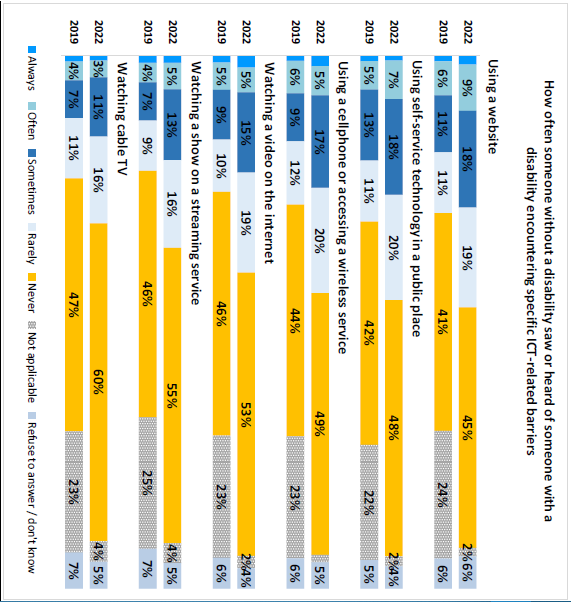 How often someone without a disability saw or heard of someone with a
disability encountering specific ICT-related barriers
Using a website
2022 9% 18% 19% 45% 2% 6%
2019 6% 11% 11% 41% 24% 6%
Using self-service technology in a public place
2022 7% 18% 20% 48% 2% 4%
2019 5% 13% 11% 42% 22% 5%
Using a cellphone or accessing a wireless service
2022 5% 17% 20% 49% 5%
2019 6% 9% 12% 44% 23% 6%
Watching a video on the internet
2022 5% 15% 19% 53% 2% 4%
2019 5% 9% 10% 46% 23% 6%
Watching a show on a streaming service
2022 5% 13% 16% 55% 4% 5%
2019 4% 7% 9% 46% 25% 7%
Watching cable TV
2022 3% 11% 16% 60% 4% 5%
2019 4% 7% 11% 47% 23% 7%
Always Often Sometimes Rarely Never Not applicable Refuse to answer / don't know